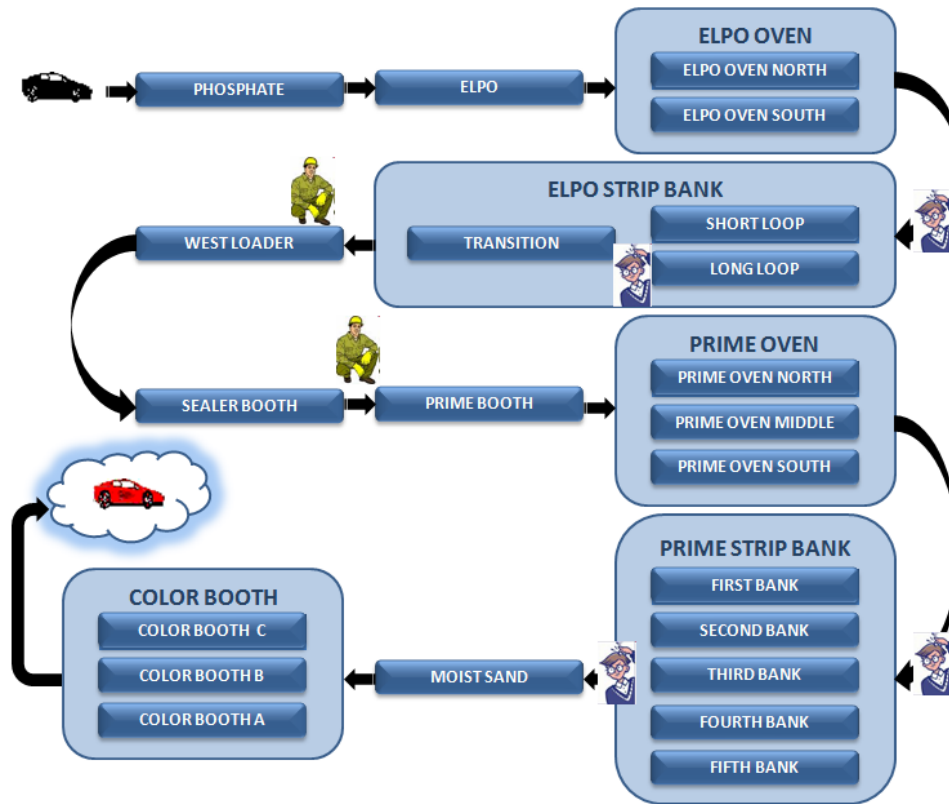 PHOSPHATE
ELPO
ELPO OVEN
ELPO OVEN NORTH
ELPO OVEN SOUTH
ELPO STRIP BANK
SHORT LOOP
LONG LOOP
TRANSITION
WEST LOADER
SEALER BOOTH
PRIME BOOTH
PRIME OVEN
PRIME OVEN NORTH
PRIME OVEN MIDDLE
PRIME OVEN SOUTH
PRIME STRIP BANK
FIRST BANK
SECOND BANK
THIRD BANK
FOURTH BANK
FIFTH BANK
MOIST SAND
COLOR BOOTH
COLOR BOOTH C
COLOR BOOTH B
COLOR BOOTH A